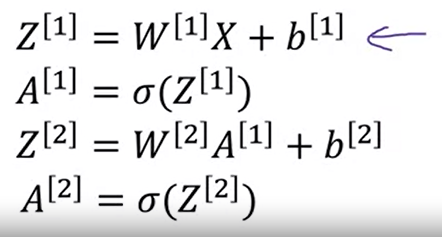 Z^[1] = W^[1]X + b^[1] ←
A^[1] = σ(Z^[1])
Z^[2] = W^[2]A^[1] + b^[2]
A^[2] = σ(Z^[2])